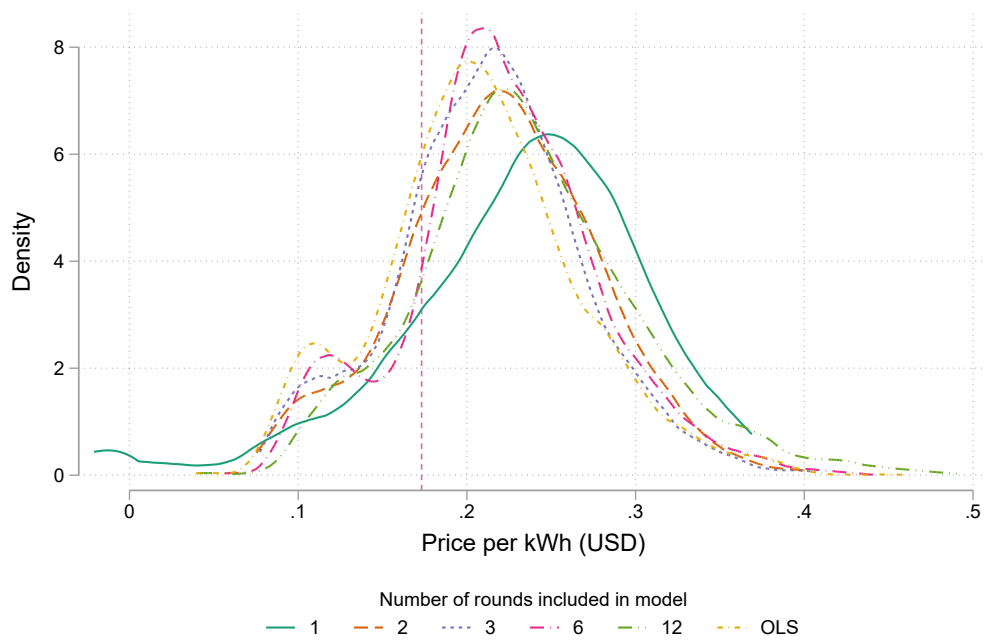 Density
8
6
4
2
0
0 .1 .2 .3 .4 .5
Price per kWh (USD)
Number of rounds included in model
1 2 3 6 12 OLS